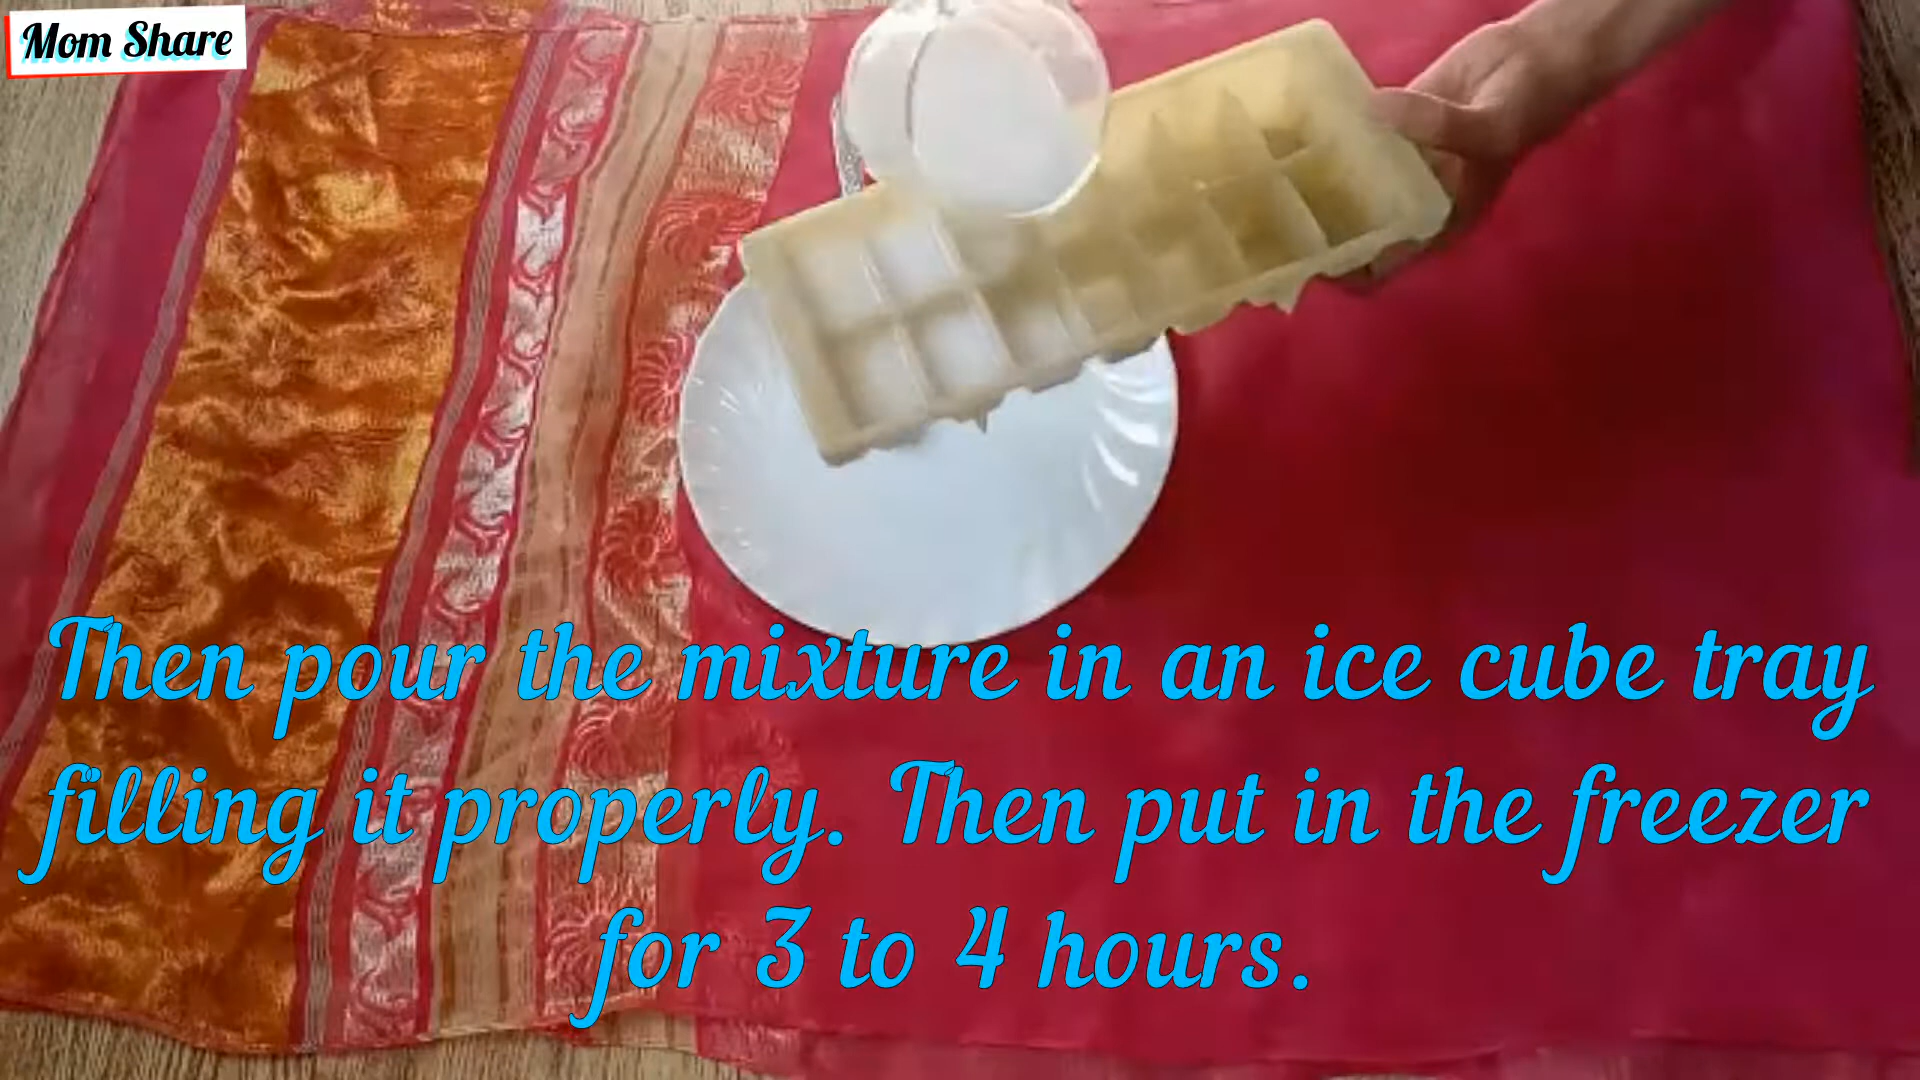 Mom Share
Then pour the mixture in an ice cube tray
filling it properly. Then put in the freezer
for 3 to 4 hours.